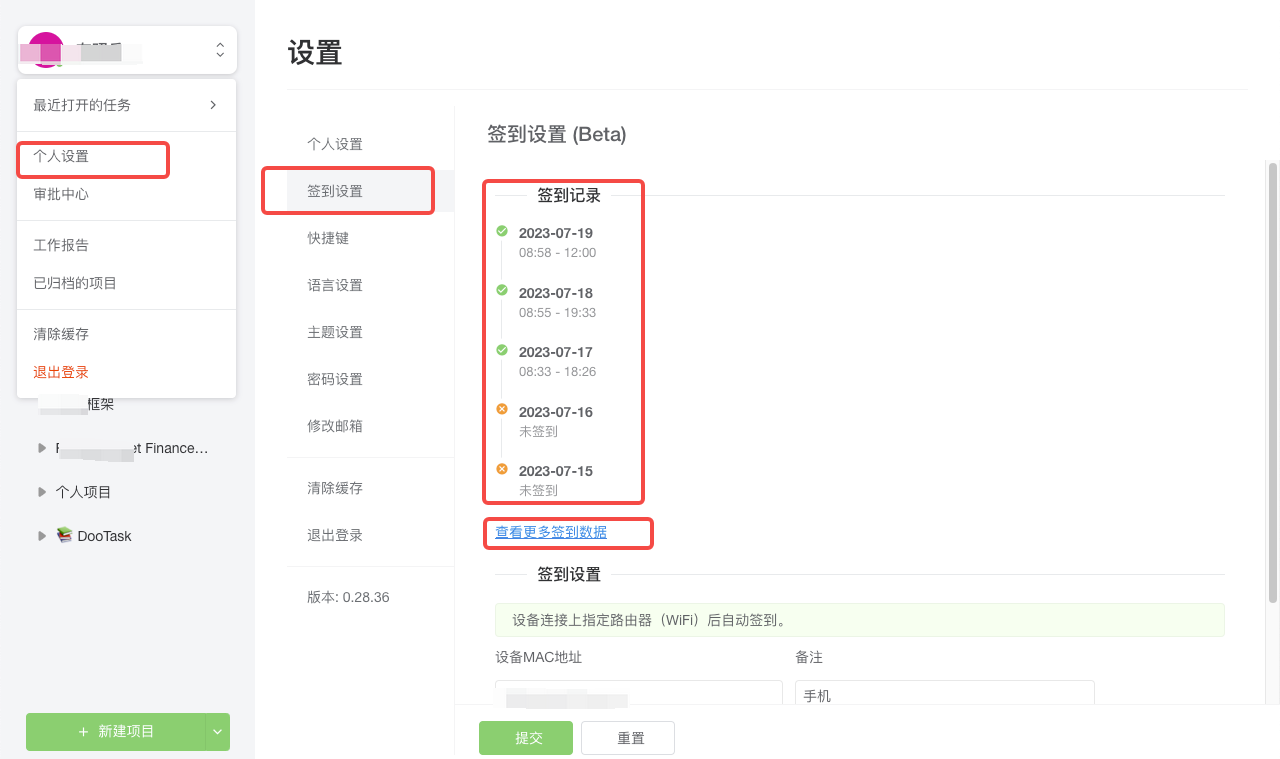 最近打开的任务
个人设置
审批中心
工作报告
已归档的项目
清除缓存
退出登录
框架
et Finance…
个人项目
DooTask
+ 新建项目
设置
个人设置
签到设置
快捷键
语言设置
主题设置
密码设置
修改邮箱
清除缓存
退出登录
版本: 0.28.36
签到设置 (Beta)
签到记录
2023-07-19
08:58 - 12:00
2023-07-18
08:55 - 19:33
2023-07-17
08:33 - 18:26
2023-07-16
未签到
2023-07-15
未签到
查看更多签到数据
签到设置
设备连接上指定路由器（WiFi）后自动签到。
设备MAC地址
备注
手机
提交
重置